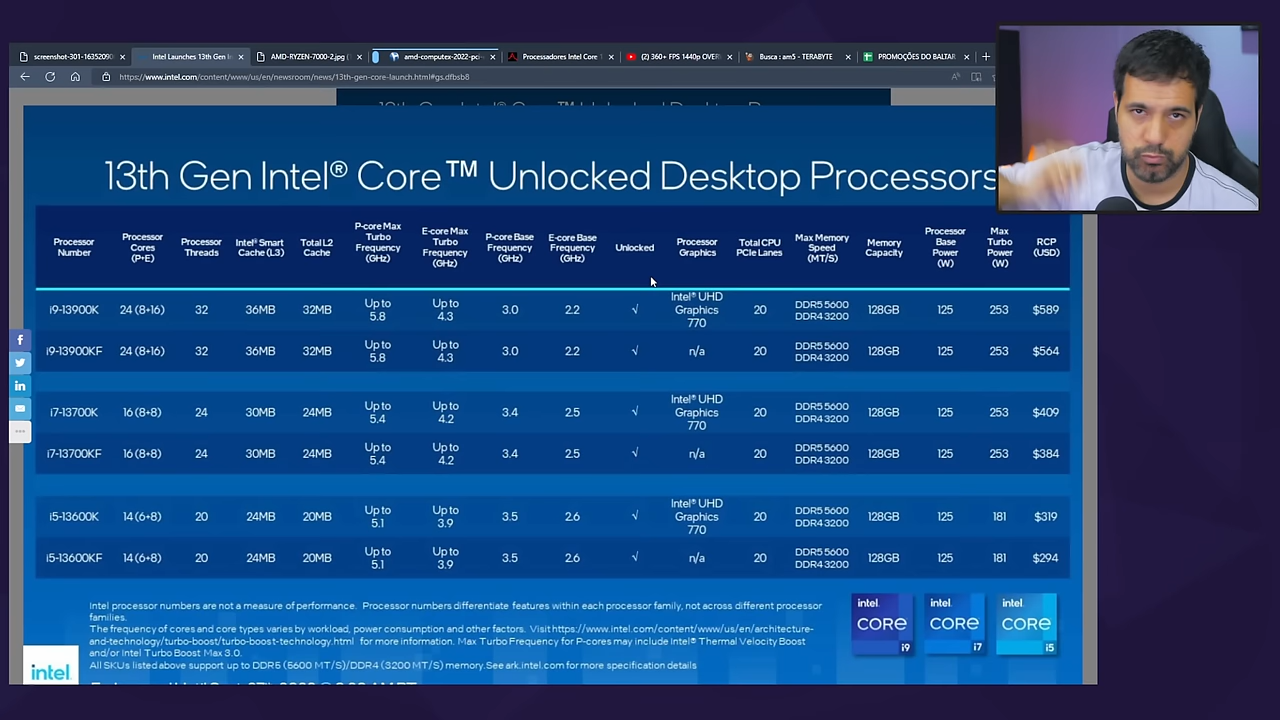 screenshot-301-1635209
Intel Launches 13th Gen In
AMD-RYZEN-7000-2.jpg (
amd-computex-2022-pci-
Processadores Intel Core
(2) 360+ FPS 1440p OVER
Busca : am5 - TERABYTE
PROMOÇÕES DO BALTAR
https://www.intel.com/content/www/us/en/newsroom/news/13th-gen-core-launch.html#gs.dfbsb8
13th Gen Intel® Core™ Unlocked Desktop Processors
Processor Number
Processor Cores (P+E)
Processor Threads
Intel® Smart Cache (L3)
Total L2 Cache
P-core Max Turbo Frequency (GHz)
E-core Max Turbo Frequency (GHz)
P-core Base Frequency (GHz)
E-core Base Frequency (GHz)
Unlocked
Processor Graphics
Total CPU PCIe Lanes
Max Memory Speed (MT/S)
Memory Capacity
Processor Base Power (W)
Max Turbo Power (W)
RCP (USD)
i9-13900K 24 (8+16) 32 36MB 32MB Up to 5.8 Up to 4.3 3.0 2.2 √ Intel® UHD Graphics 770 20 DDR5 5600 DDR4 3200 128GB 125 253 $589
i9-13900KF 24 (8+16) 32 36MB 32MB Up to 5.8 Up to 4.3 3.0 2.2 √ n/a 20 DDR5 5600 DDR4 3200 128GB 125 253 $564
i7-13700K 16 (8+8) 24 30MB 24MB Up to 5.4 Up to 4.2 3.4 2.5 √ Intel® UHD Graphics 770 20 DDR5 5600 DDR4 3200 128GB 125 253 $409
i7-13700KF 16 (8+8) 24 30MB 24MB Up to 5.4 Up to 4.2 3.4 2.5 √ n/a 20 DDR5 5600 DDR4 3200 128GB 125 253 $384
i5-13600K 14 (6+8) 20 24MB 20MB Up to 5.1 Up to 3.9 3.5 2.6 √ Intel® UHD Graphics 770 20 DDR5 5600 DDR4 3200 128GB 125 181 $319
i5-13600KF 14 (6+8) 20 24MB 20MB Up to 5.1 Up to 3.9 3.5 2.6 √ n/a 20 DDR5 5600 DDR4 3200 128GB 125 181 $294
Intel processor numbers are not a measure of performance. Processor numbers differentiate features within each processor family, not across different processor
families.
The frequency of cores and core types varies by workload, power consumption and other factors. Visit https://www.intel.com/content/www/us/en/architecture-
and-technology/turbo-boost/turbo-boost-technology.html for more information. Max Turbo Frequency for P-cores may include Intel® Thermal Velocity Boost
and/or Intel Turbo Boost Max 3.0.
All SKUs listed above support up to DDR5 (5600 MT/S)/DDR4 (3200 MT/S) memory. See ark.intel.com for more specification details
intel
intel CORE i9
intel CORE i7
intel CORE i5